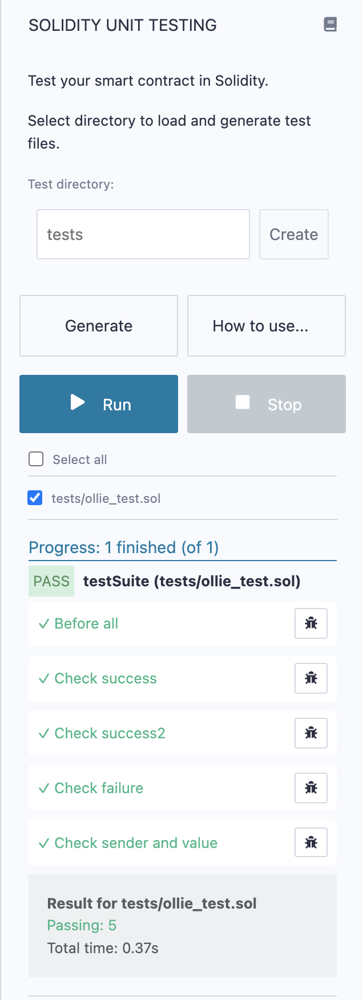 SOLIDITY UNIT TESTING
Test your smart contract in Solidity.
Select directory to load and generate test
files.
Test directory:
tests
Create
Generate
How to use...
Run
Stop
Select all
tests/ollie_test.sol
Progress: 1 finished (of 1)
PASS testSuite (tests/ollie_test.sol)
✓ Before all
✓ Check success
✓ Check success2
✓ Check failure
✓ Check sender and value
Result for tests/ollie_test.sol
Passing: 5
Total time: 0.37s